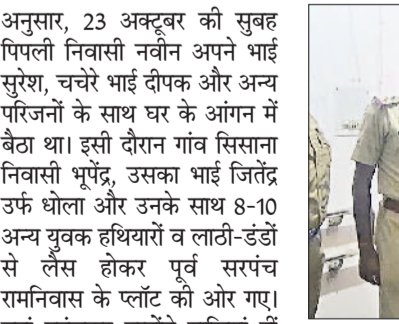 अनुसार, 23 अक्टूबर की सुबह
पिपली निवासी नवीन अपने भाई
सुरेश, चचेरे भाई दीपक और अन्य
परिजनों के साथ घर के आंगन में
बैठा था। इसी दौरान गांव सिसाना
निवासी भूपेंद्र, उसका भाई जितेंद्र
उर्फ धोला और उनके साथ 8-10
अन्य युवक हथियारों व लाठी-डंडों
से लैस होकर पूर्व सरपंच
रामनिवास के प्लॉट की ओर गए।